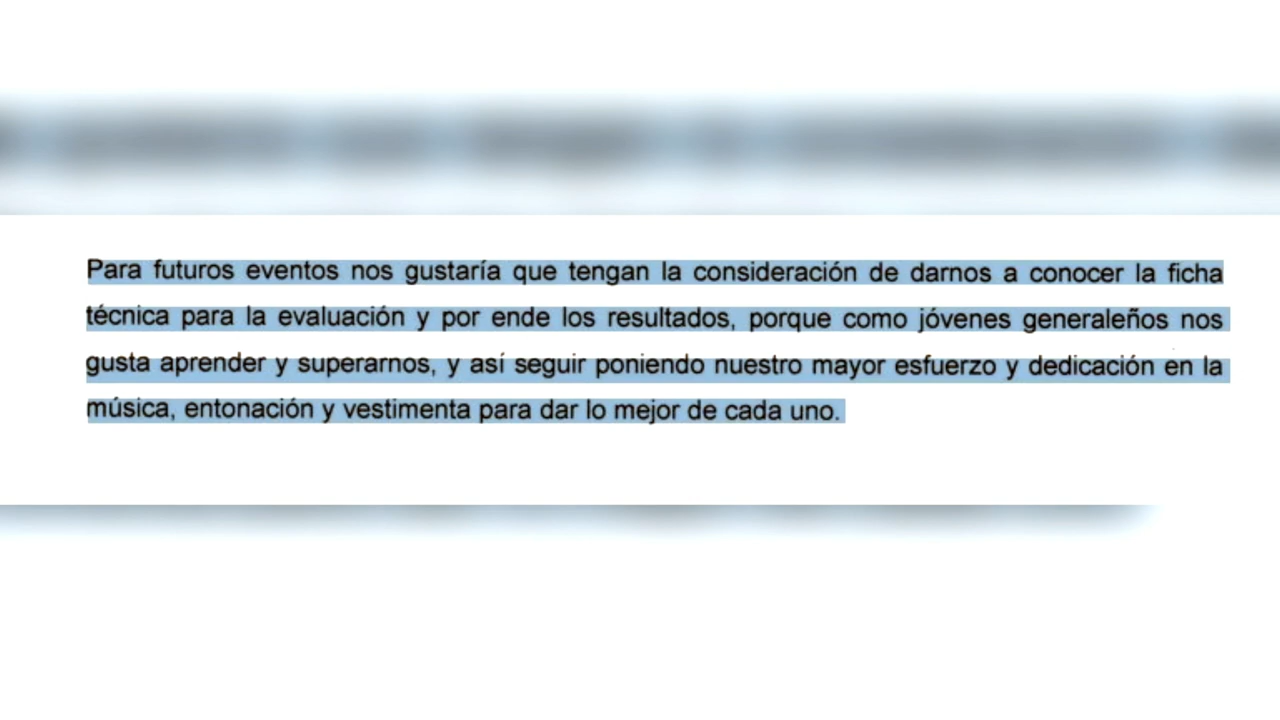 Para futuros eventos nos gustaría que tengan la consideración de darnos a conocer la ficha
técnica para la evaluación y por ende los resultados, porque como jóvenes generaleños nos
gusta aprender y superarnos, y así seguir poniendo nuestro mayor esfuerzo y dedicación en la
música, entonación y vestimenta para dar lo mejor de cada uno.